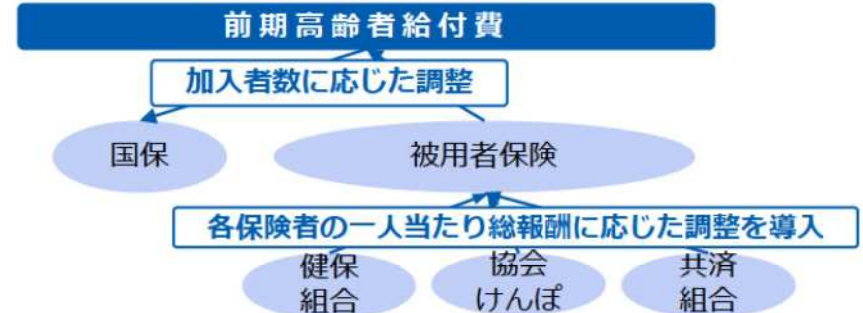 前期高齢者給付費
加入者数に応じた調整
国保
被用者保険
各保険者の一人当たり総報酬に応じた調整を導入
健保
組合
協会
けんぽ
共済
組合